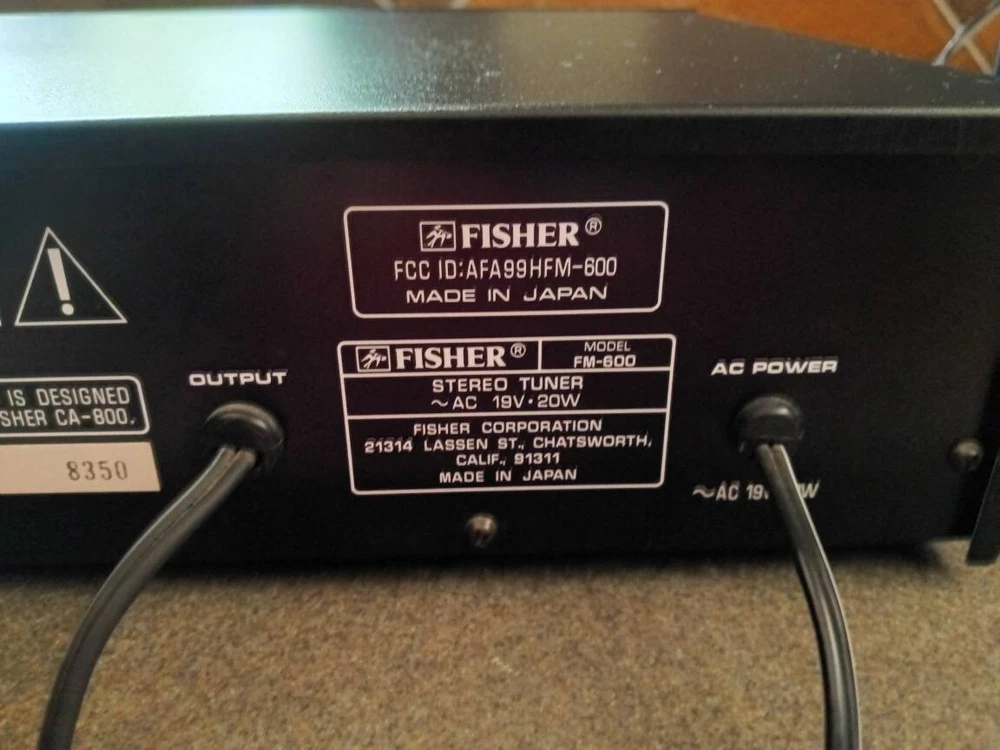 FISHER®
FCC ID:AFA99HFM-600
MADE IN JAPAN
FISHER®
MODEL
FM-600
STEREO TUNER
~AC 19V·20W
FISHER CORPORATION
21314 LASSEN ST., CHATSWORTH,
CALIF., 91311
MADE IN JAPAN
OUTPUT
IS DESIGNED
SHER CA-800.
8350
AC POWER
~AC 19V W